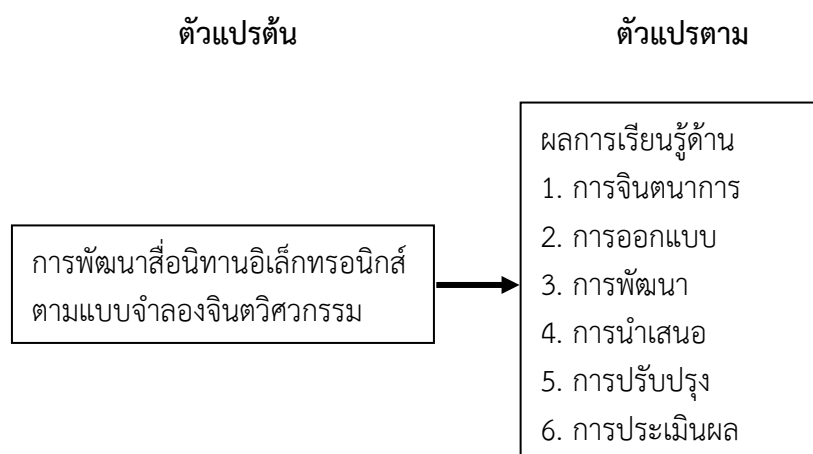 ตัวแปรต้น
ตัวแปรตาม
การพัฒนาสื่อนิทานอิเล็กทรอนิกส์
ตามแบบจำลองจินตวิศวกรรม
ผลการเรียนรู้ด้าน
1. การจินตนาการ
2. การออกแบบ
3. การพัฒนา
4. การนำเสนอ
5. การปรับปรุง
6. การประเมินผล